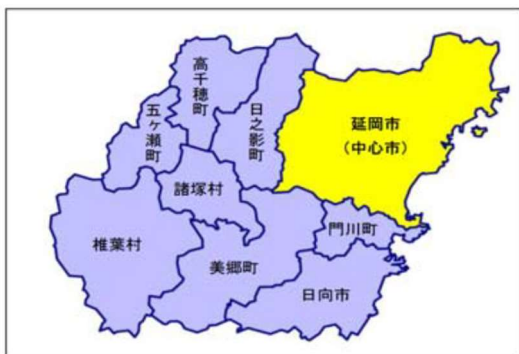 高千穂町
日之影町
五ヶ瀬町
延岡市
(中心市)
諸塚村
門川町
椎葉村
美郷町
日向市